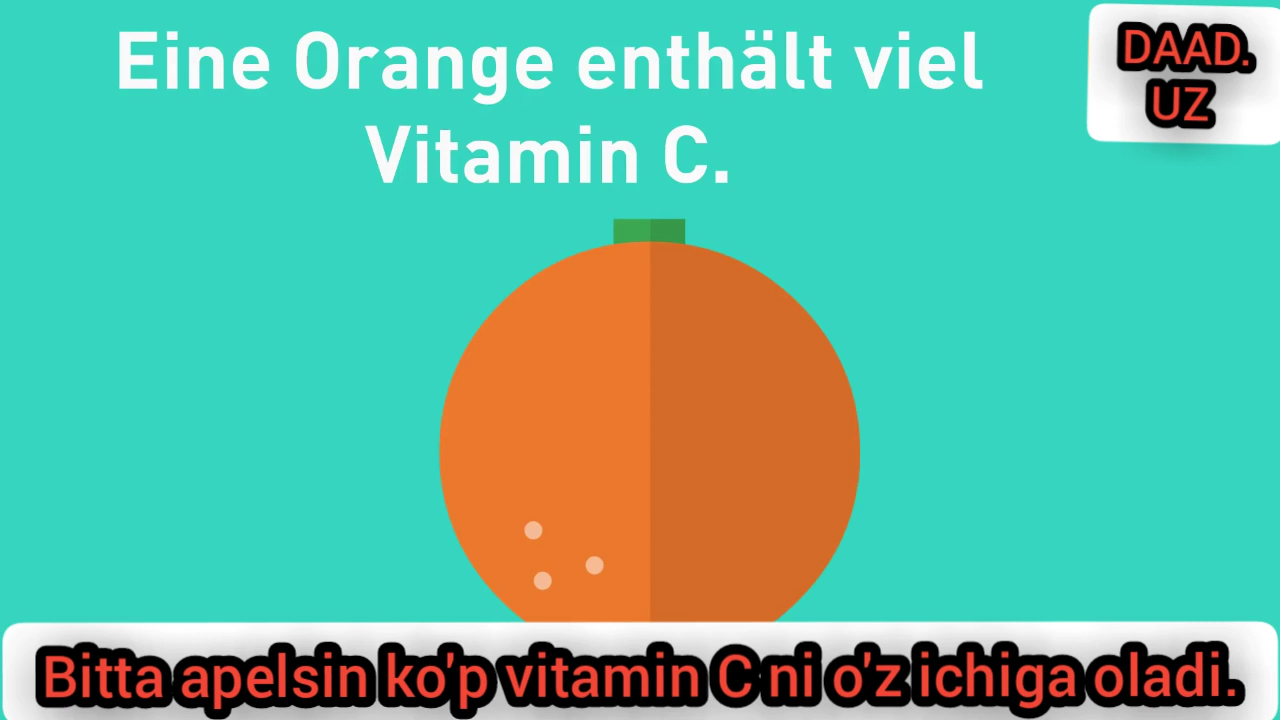 Eine Orange enthält viel
Vitamin C.
DAAD.
UZ
Bitta apelsin ko'p vitamin C ni o'z ichiga oladi.